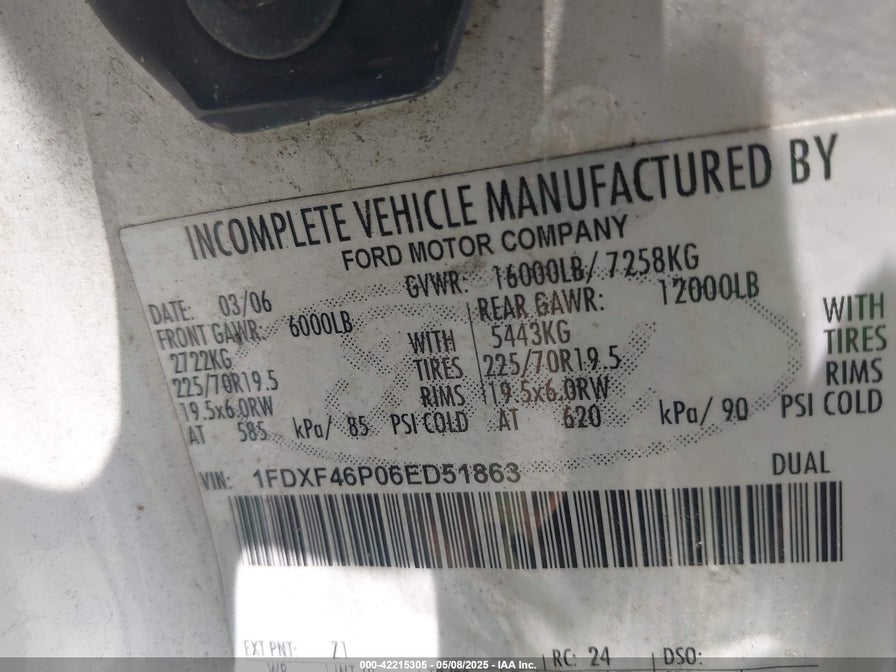 INCOMPLETE VEHICLE MANUFACTURED BY
FORD MOTOR COMPANY
DATE: 03/06 GVWR: 16000LB/ 7258KG
FRONT GAWR: 6000LB REAR GAWR: 12000LB
2722KG WITH 5443KG WITH
225/70R19.5 TIRES 225/70R19.5 TIRES
19.5x6.0RW RIMS 19.5x6.0RW RIMS
AT 585 kPa/ 85 PSI COLD AT 620 kPa/ 90 PSI COLD
VIN: 1FDXF46P06ED51863 DUAL
EXT PNT: Z1 RC: 24 DSO:
000-42215305 - 05/08/2025 - IAA Inc.